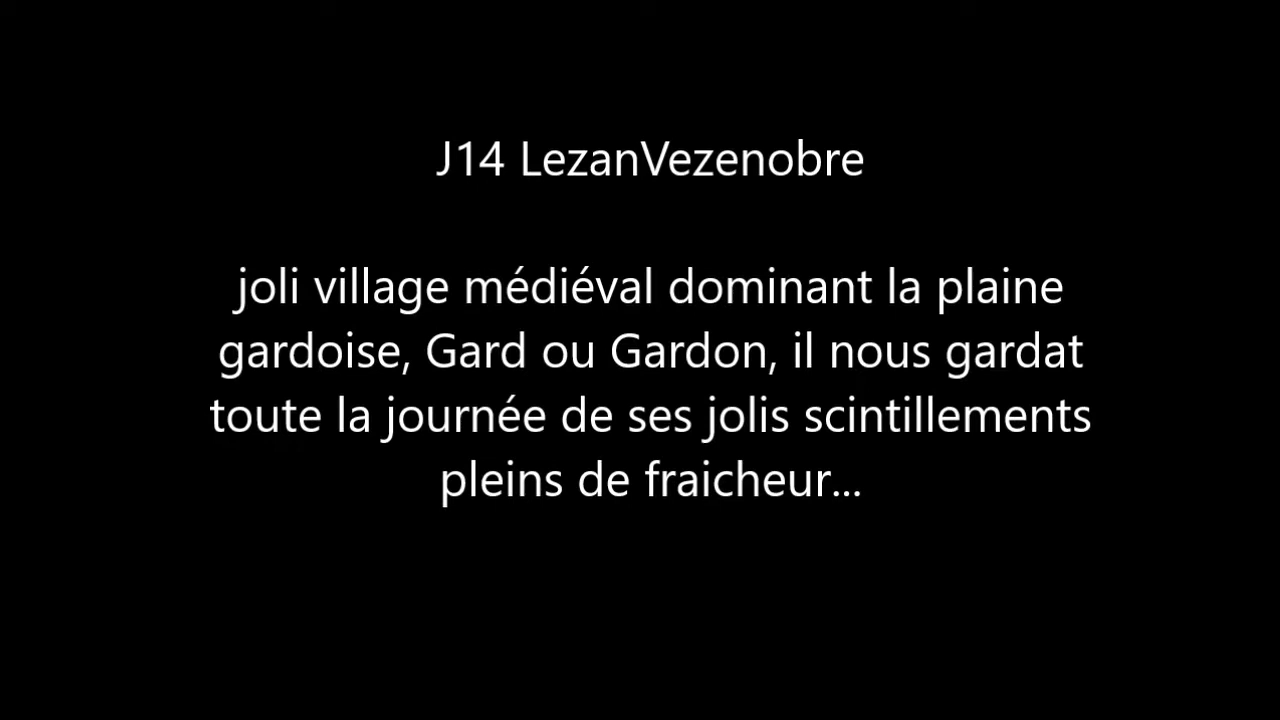 J14 LezanVezenobre
joli village médiéval dominant la plaine
gardoise, Gard ou Gardon, il nous gardat
toute la journée de ses jolis scintillements
pleins de fraicheur...